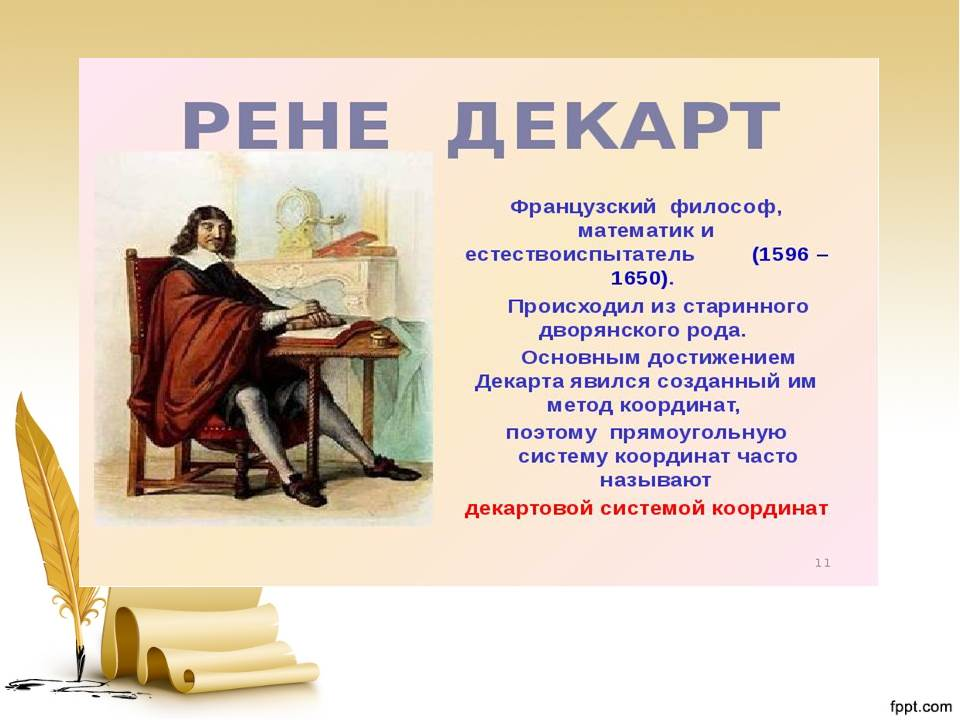 РЕНЕ ДЕКАРТ
Французский философ,
математик и
естествоиспытатель (1596 –
1650).
Происходил из старинного
дворянского рода.
Основным достижением
Декарта явился созданный им
метод координат,
поэтому прямоугольную
систему координат часто
называют
декартовой системой координат
11
fppt.com